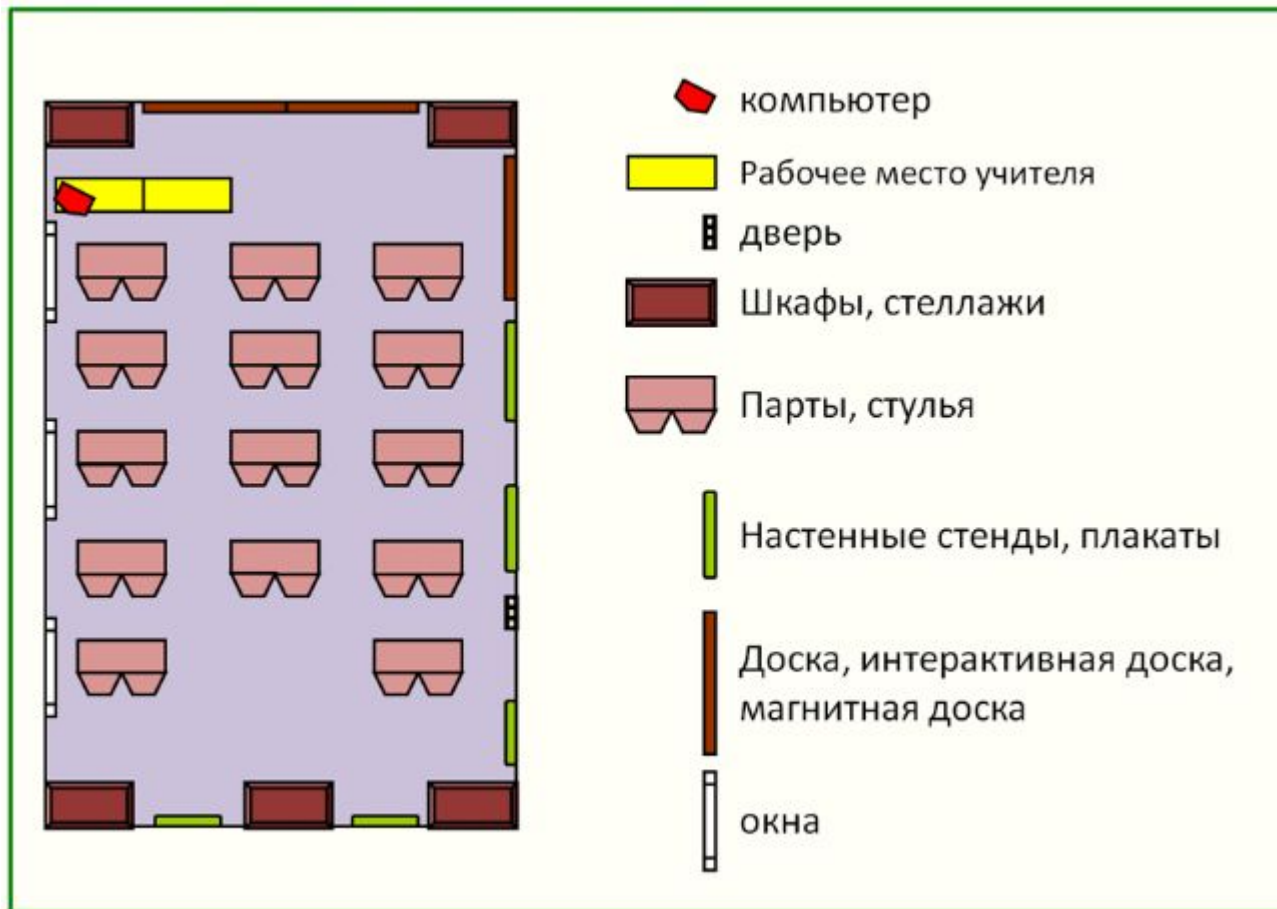 компьютер
Рабочее место учителя
дверь
Шкафы, стеллажи
Парты, стулья
Настенные стенды, плакаты
Доска, интерактивная доска,
магнитная доска
окна